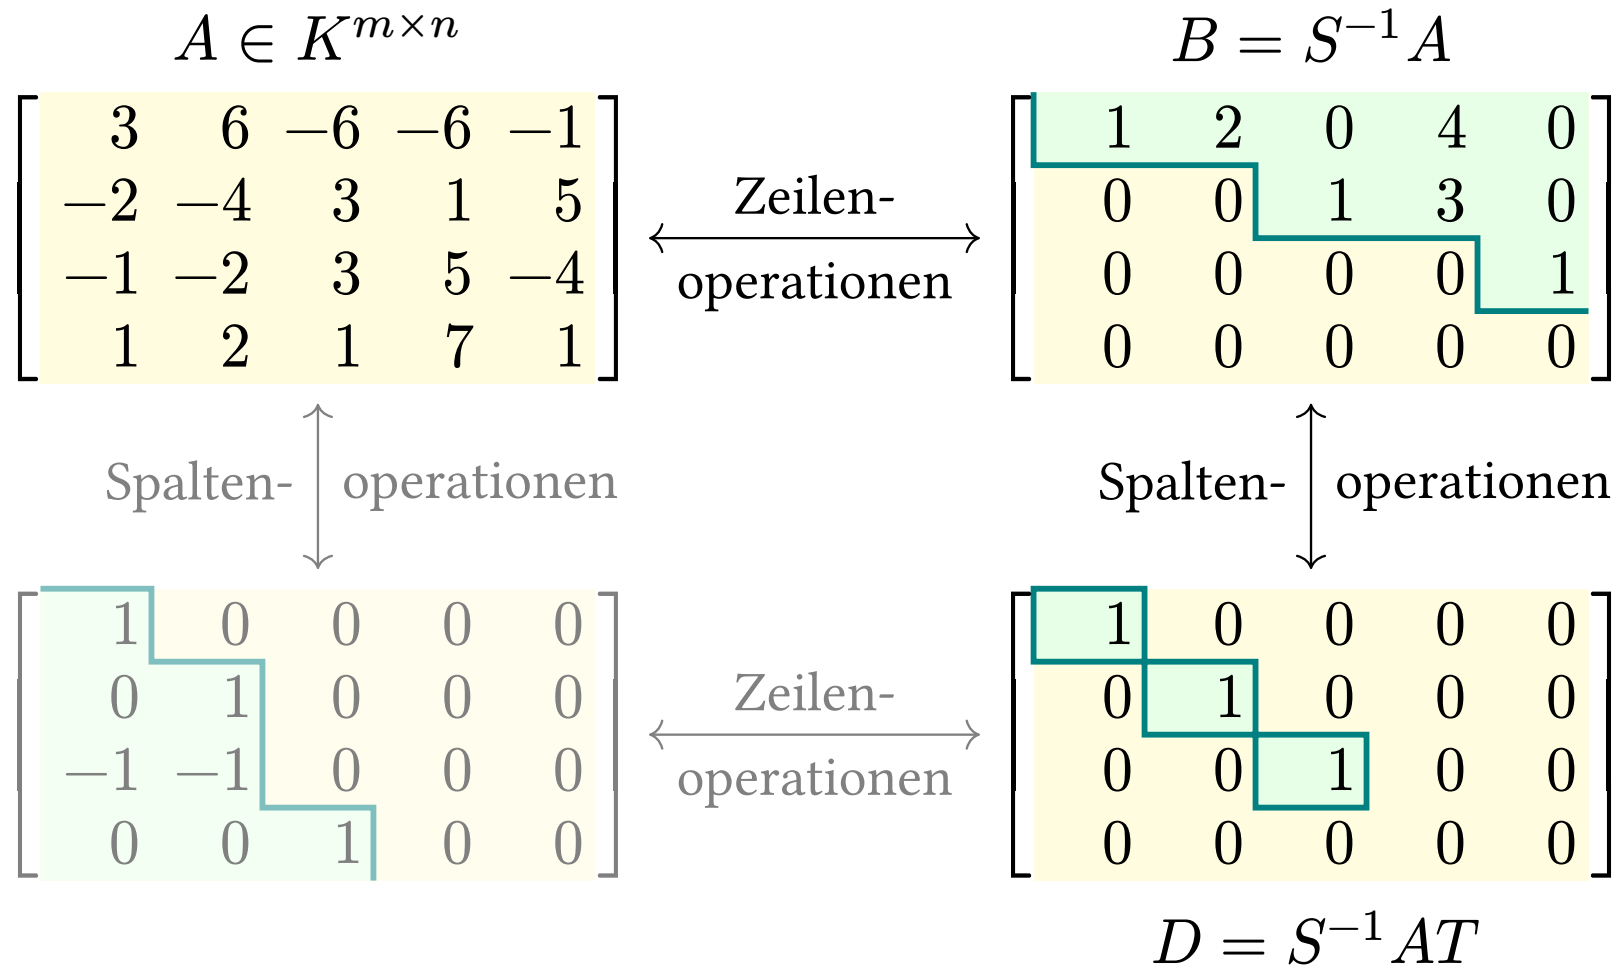 A ∈ K^{m×n}
B = S^{-1}A
3 6 −6 −6 −1
−2 −4 3 1 5
−1 −2 3 5 −4
1 2 1 7 1
Zeilen-
operationen
1 2 0 4 0
0 0 1 3 0
0 0 0 0 1
0 0 0 0 0
Spalten- operationen
Spalten- operationen
1 0 0 0 0
0 1 0 0 0
−1 −1 0 0 0
0 0 1 0 0
Zeilen-
operationen
1 0 0 0 0
0 1 0 0 0
0 0 1 0 0
0 0 0 0 0
D = S^{-1}AT